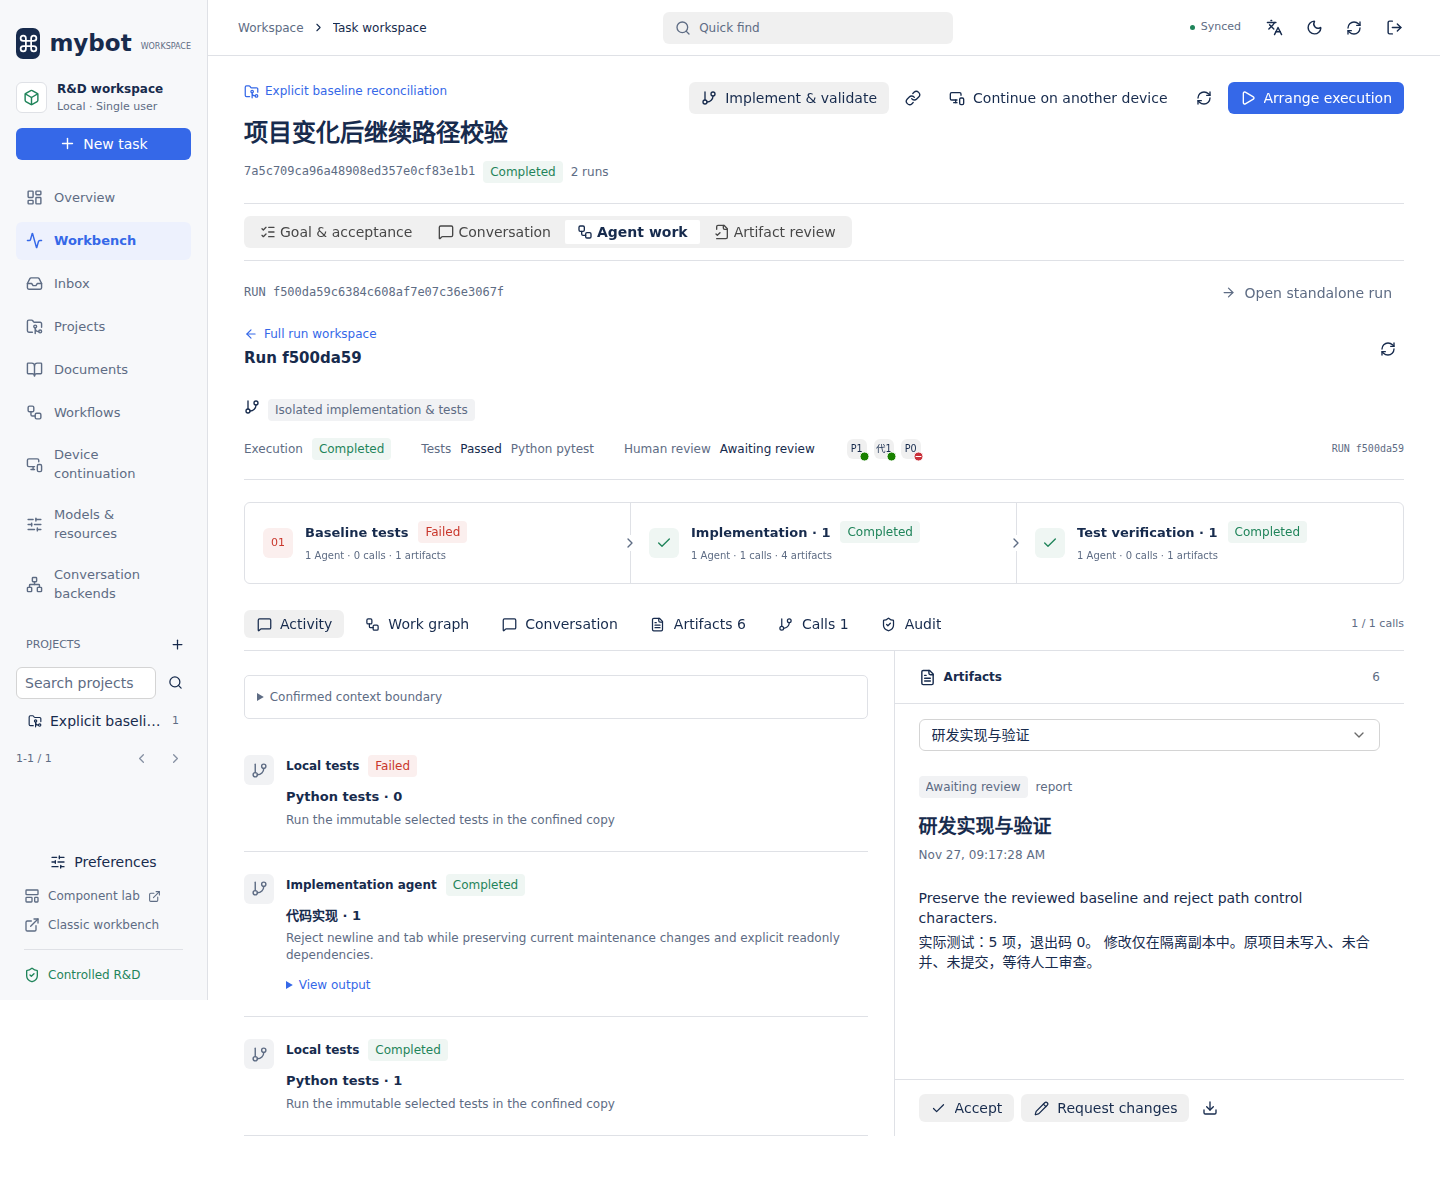 mybot WORKSPACE
R&D workspace
Local · Single user
New task
Overview
Workbench
Inbox
Projects
Documents
Workflows
Device
continuation
Models &
resources
Conversation
backends
PROJECTS
Search projects
Explicit baseli... 1
1-1 / 1
Preferences
Component lab
Classic workbench
Controlled R&D
Workspace Task workspace
Quick find
Synced
Explicit baseline reconciliation
项目变化后继续路径校验
7a5c709ca96a48908ed357e0cf83e1b1 Completed 2 runs
Implement & validate
Continue on another device
Arrange execution
Goal & acceptance Conversation Agent work Artifact review
RUN f500da59c6384c608af7e07c36e3067f
Open standalone run
Full run workspace
Run f500da59
Isolated implementation & tests
Execution Completed Tests Passed Python pytest Human review Awaiting review P1 代1 P0 RUN f500da59
01 Baseline tests Failed
1 Agent · 0 calls · 1 artifacts
Implementation · 1 Completed
1 Agent · 1 calls · 4 artifacts
Test verification · 1 Completed
1 Agent · 0 calls · 1 artifacts
Activity Work graph Conversation Artifacts 6 Calls 1 Audit 1 / 1 calls
Confirmed context boundary
Local tests Failed
Python tests · 0
Run the immutable selected tests in the confined copy
Implementation agent Completed
代码实现 · 1
Reject newline and tab while preserving current maintenance changes and explicit readonly
dependencies.
View output
Local tests Completed
Python tests · 1
Run the immutable selected tests in the confined copy
Artifacts 6
研发实现与验证
Awaiting review report
研发实现与验证
Nov 27, 09:17:28 AM
Preserve the reviewed baseline and reject path control
characters.
实际测试：5 项，退出码 0。 修改仅在隔离副本中。原项目未写入、未合
并、未提交，等待人工审查。
Accept Request changes